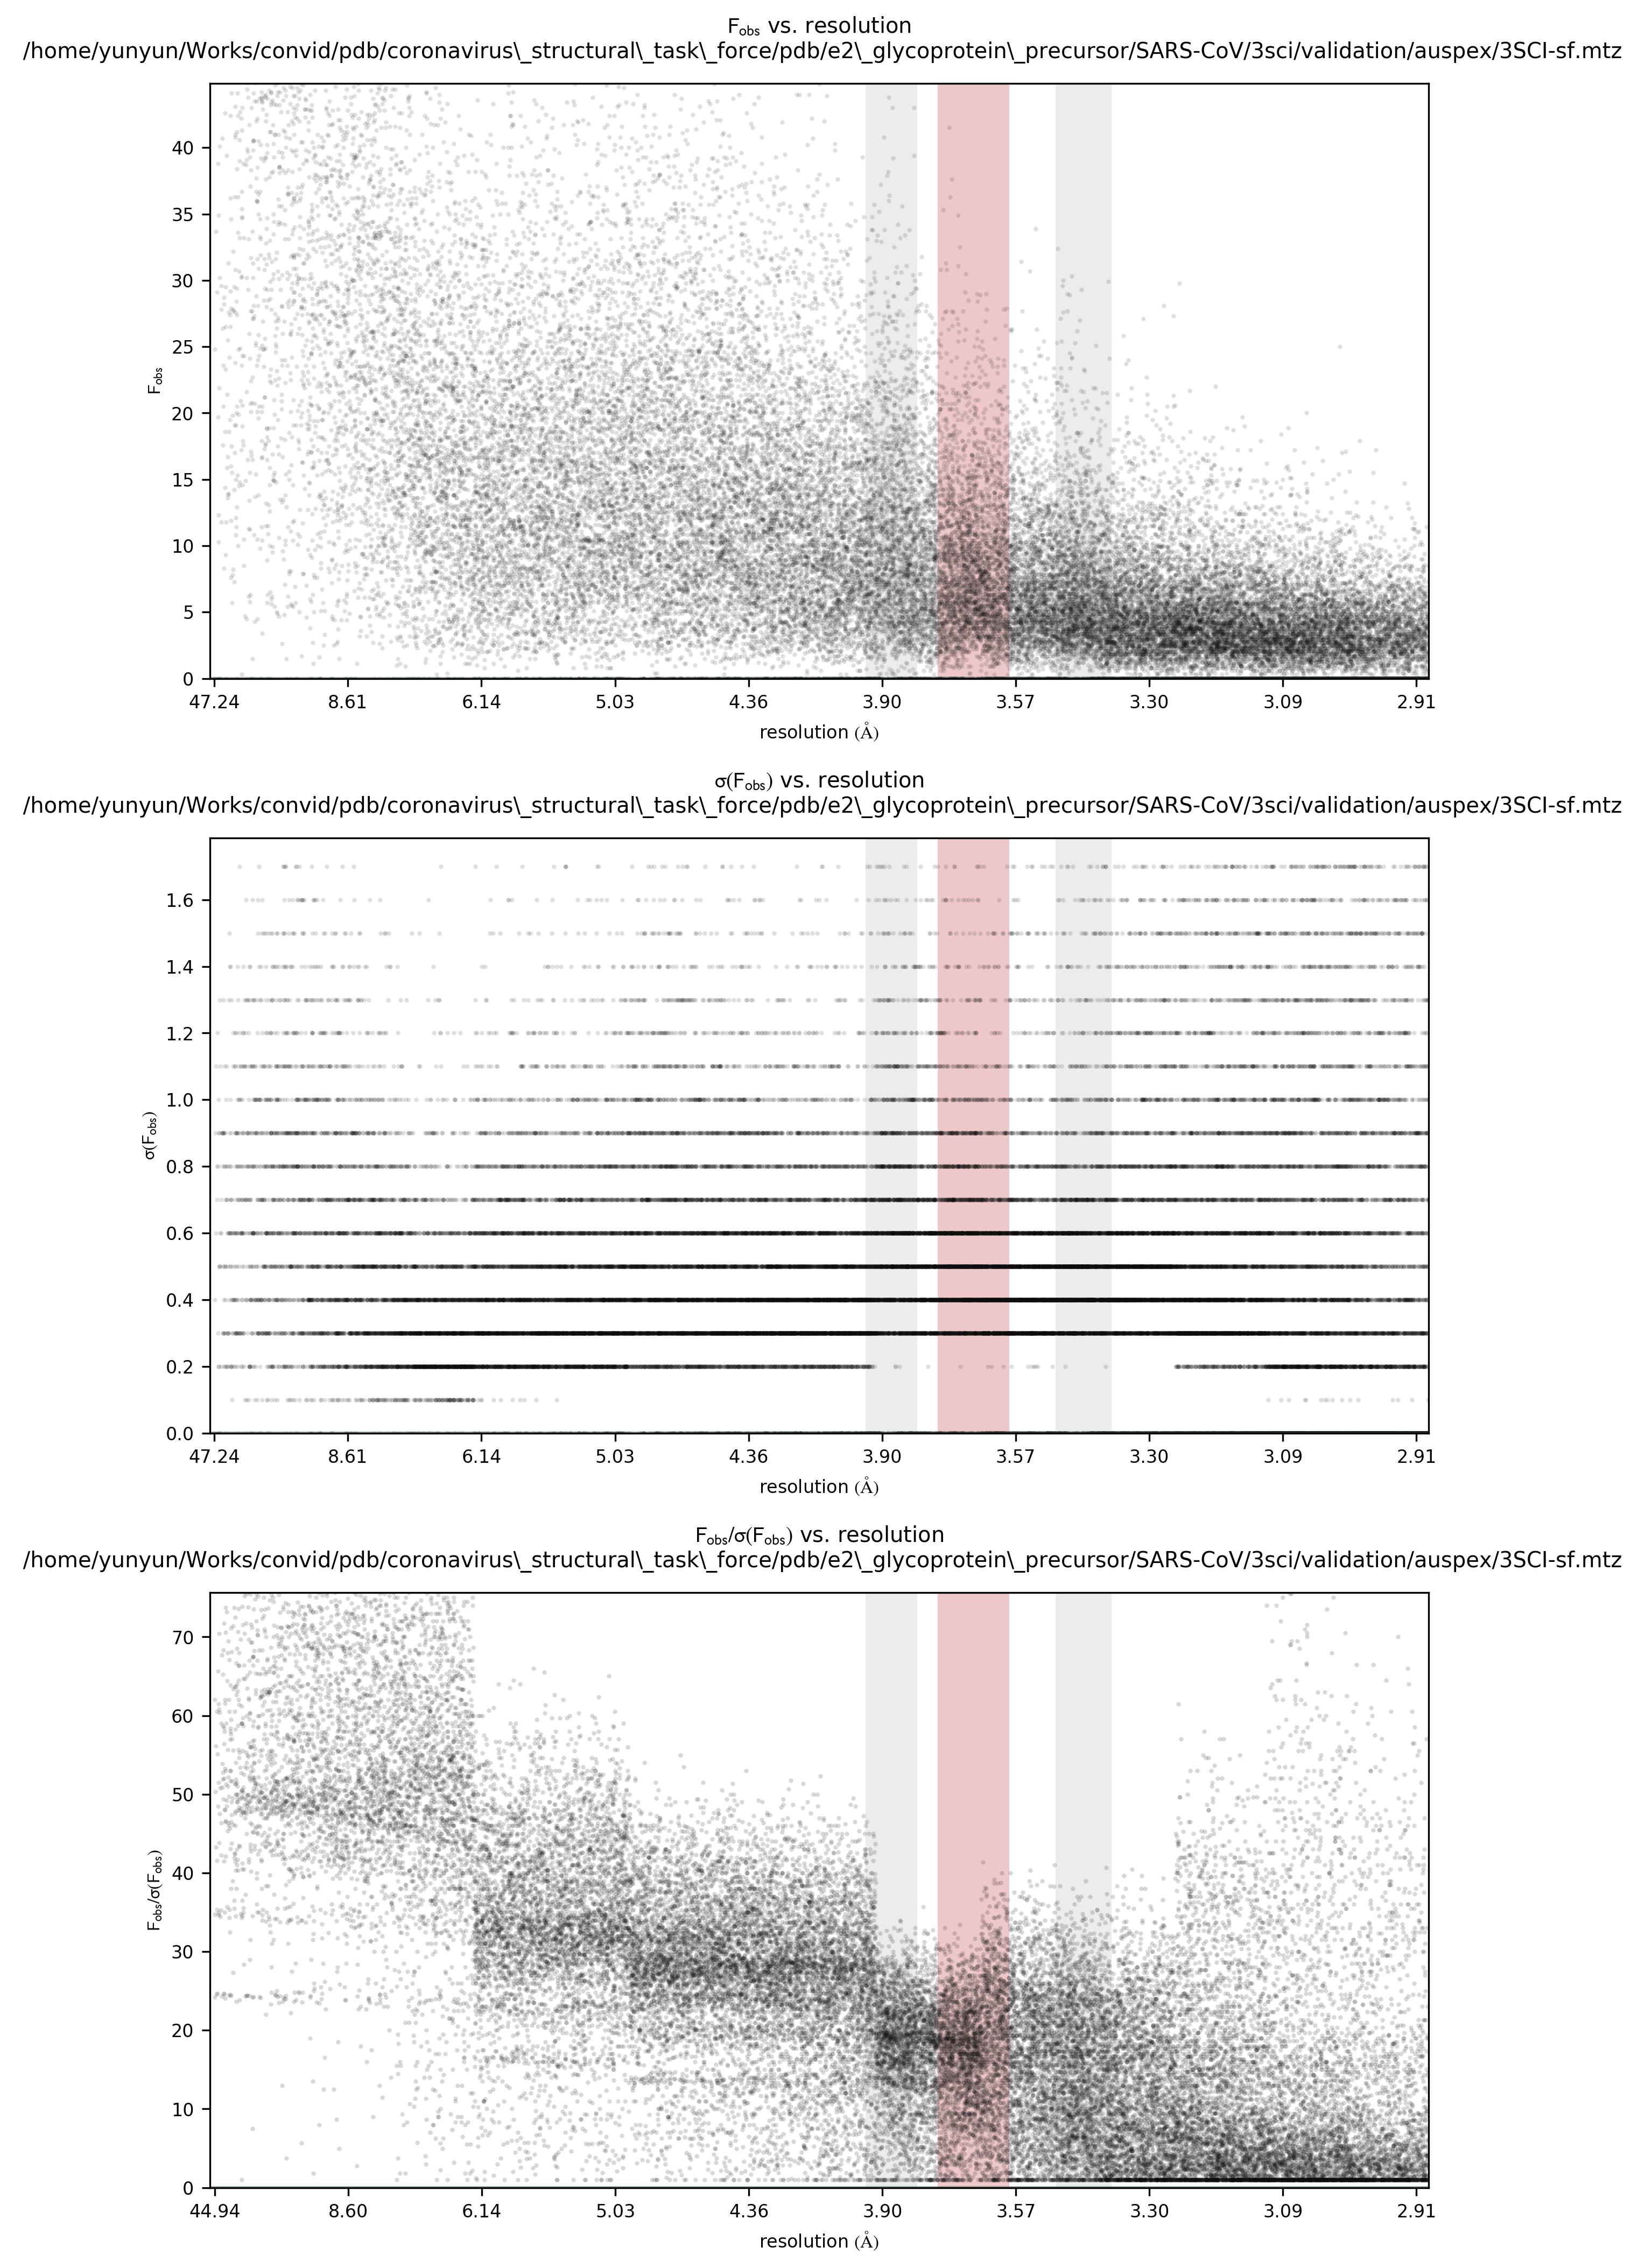 Fobs vs. resolution
/home/yunyun/Works/convid/pdb/coronavirus\_structural\_task\_force/pdb/e2\_glycoprotein\_precursor/SARS-CoV/3sci/validation/auspex/3SCI-sf.mtz
40
35
30
25
20
15
10
5
0
Fobs
47.24 8.61 6.14 5.03 4.36 3.90 3.57 3.30 3.09 2.91
resolution (Å)
σ(Fobs) vs. resolution
/home/yunyun/Works/convid/pdb/coronavirus\_structural\_task\_force/pdb/e2\_glycoprotein\_precursor/SARS-CoV/3sci/validation/auspex/3SCI-sf.mtz
1.6
1.4
1.2
1.0
0.8
0.6
0.4
0.2
0.0
σ(Fobs)
47.24 8.61 6.14 5.03 4.36 3.90 3.57 3.30 3.09 2.91
resolution (Å)
Fobs/σ(Fobs) vs. resolution
/home/yunyun/Works/convid/pdb/coronavirus\_structural\_task\_force/pdb/e2\_glycoprotein\_precursor/SARS-CoV/3sci/validation/auspex/3SCI-sf.mtz
70
60
50
40
30
20
10
0
Fobs/σ(Fobs)
44.94 8.60 6.14 5.03 4.36 3.90 3.57 3.30 3.09 2.91
resolution (Å)